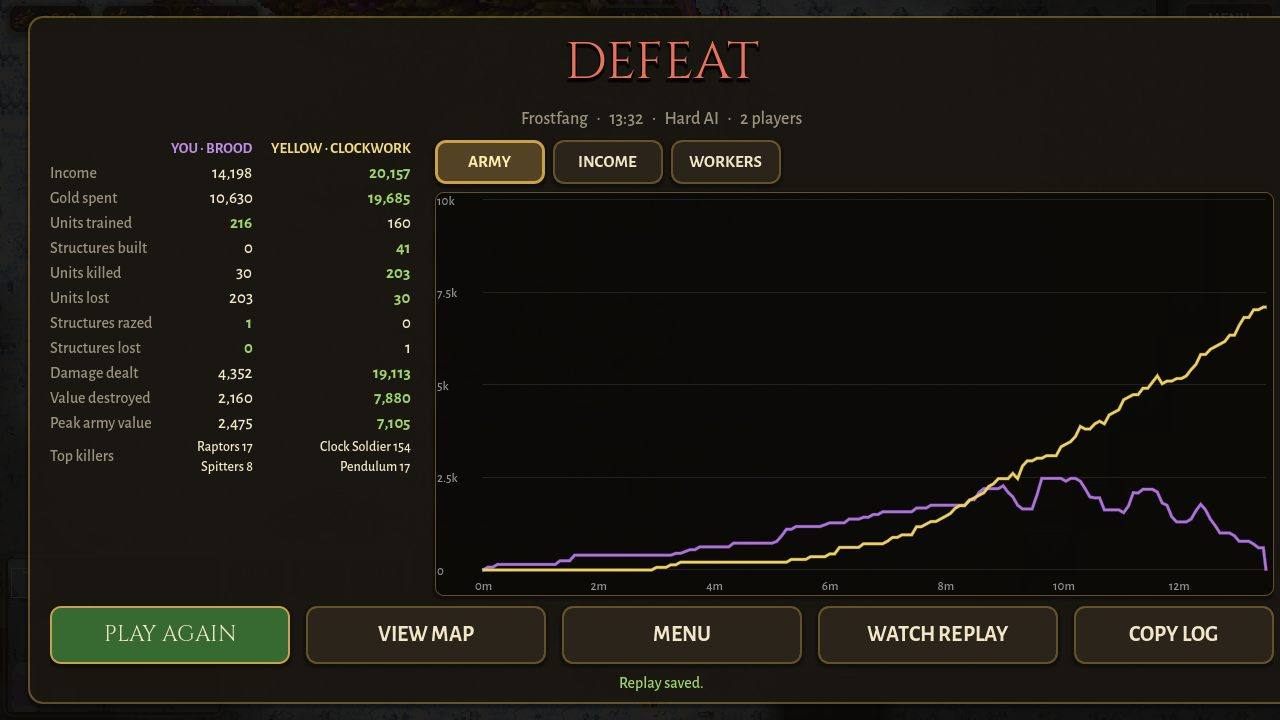 DEFEAT
Frostfang · 13:32 · Hard AI · 2 players
YOU · BROOD YELLOW · CLOCKWORK
Income 14,198 20,157
Gold spent 10,630 19,685
Units trained 216 160
Structures built 0 41
Units killed 30 203
Units lost 203 30
Structures razed 1 0
Structures lost 0 1
Damage dealt 4,352 19,113
Value destroyed 2,160 7,880
Peak army value 2,475 7,105
Top killers
Raptors 17 Clock Soldier 154
Spitters 8 Pendulum 17
ARMY INCOME WORKERS
10k
7.5k
5k
2.5k
0
0m 2m 4m 6m 8m 10m 12m
PLAY AGAIN VIEW MAP MENU WATCH REPLAY COPY LOG
Replay saved.